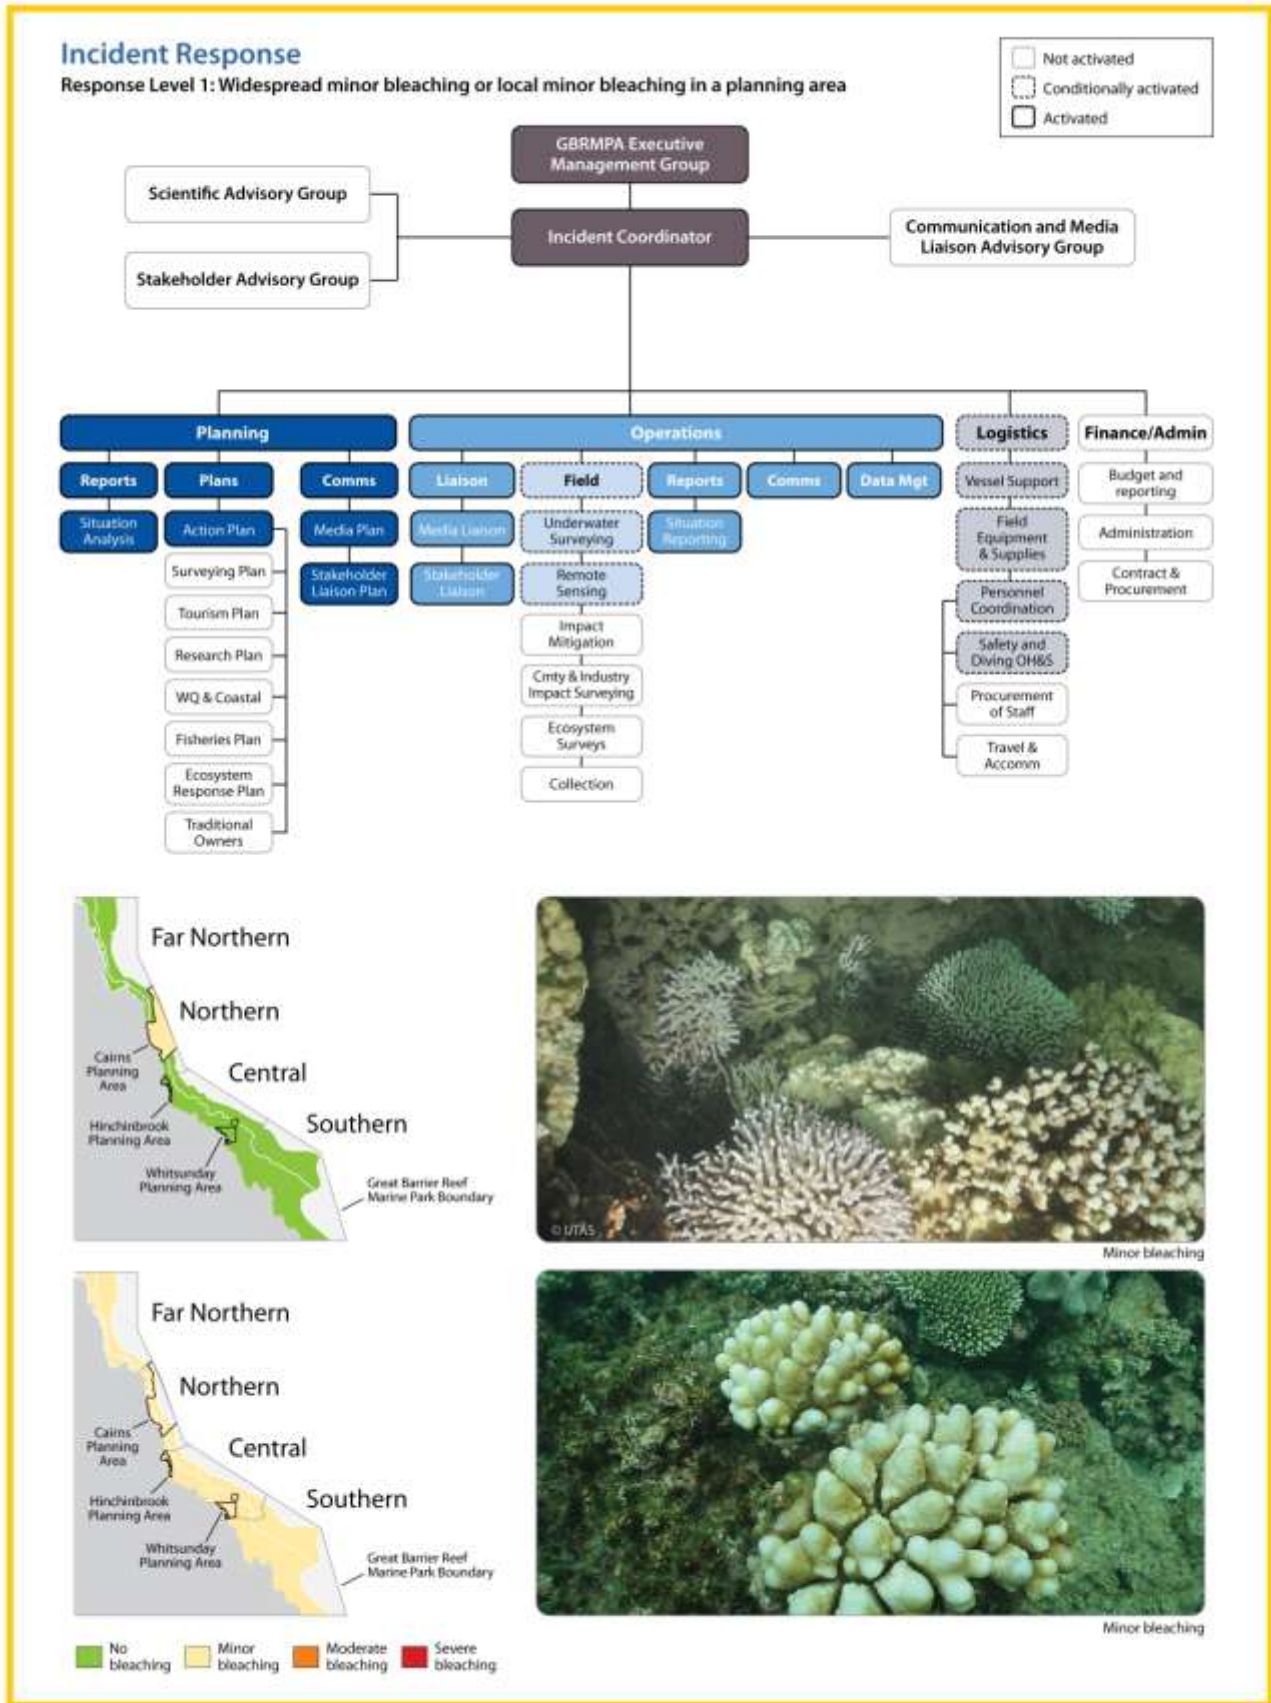 Incident Response
Response Level 1: Widespread minor bleaching or local minor bleaching in a planning area
Not activated
Conditionally activated
Activated
GBRMPA Executive
Management Group
Scientific Advisory Group
Incident Coordinator
Communication and Media
Liaison Advisory Group
Stakeholder Advisory Group
Planning
Operations
Logistics
Finance/Admin
Reports
Plans
Comms
Liaison
Field
Reports
Comms
Data Mgt
Vessel Support
Budget and
reporting
Situation
Analysis
Action Plan
Media Plan
Media Liaison
Underwater
Surveying
Situation
Reporting
Field
Equipment
& Supplies
Administration
Surveying Plan
Stakeholder
Liaison Plan
Stakeholder
Liaison
Remote
Sensing
Personnel
Coordination
Contract &
Procurement
Tourism Plan
Impact
Mitigation
Safety and
Diving OH&S
Research Plan
Cmty & Industry
Impact Surveying
Procurement
of Staff
WQ & Coastal
Ecosystem
Surveys
Travel &
Accomm
Fisheries Plan
Collection
Ecosystem
Response Plan
Traditional
Owners
Far Northern
Northern
Cairns
Planning
Area
Central
Hinchinbrook
Planning Area
Southern
Whitsunday
Planning Area
Great Barrier Reef
Marine Park Boundary
© UTAS
Minor bleaching
Far Northern
Northern
Cairns
Planning
Area
Central
Hinchinbrook
Planning Area
Southern
Whitsunday
Planning Area
Great Barrier Reef
Marine Park Boundary
Minor bleaching
No
bleaching
Minor
bleaching
Moderate
bleaching
Severe
bleaching